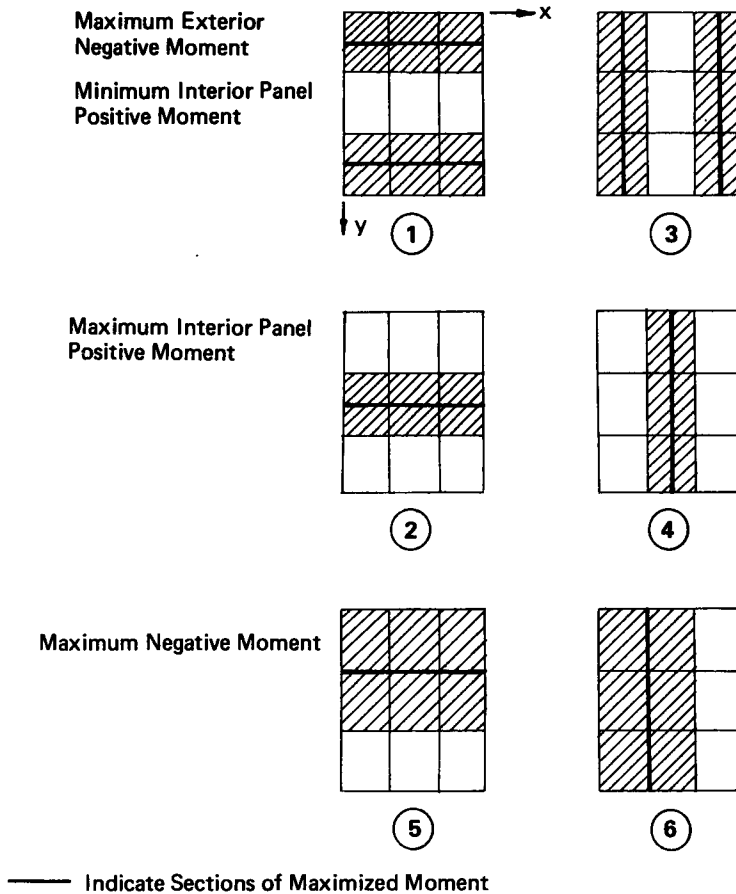 Maximum Exterior
Negative Moment
Minimum Interior Panel
Positive Moment
x
y
1
3
Maximum Interior Panel
Positive Moment
2
4
Maximum Negative Moment
5
6
Indicate Sections of Maximized Moment